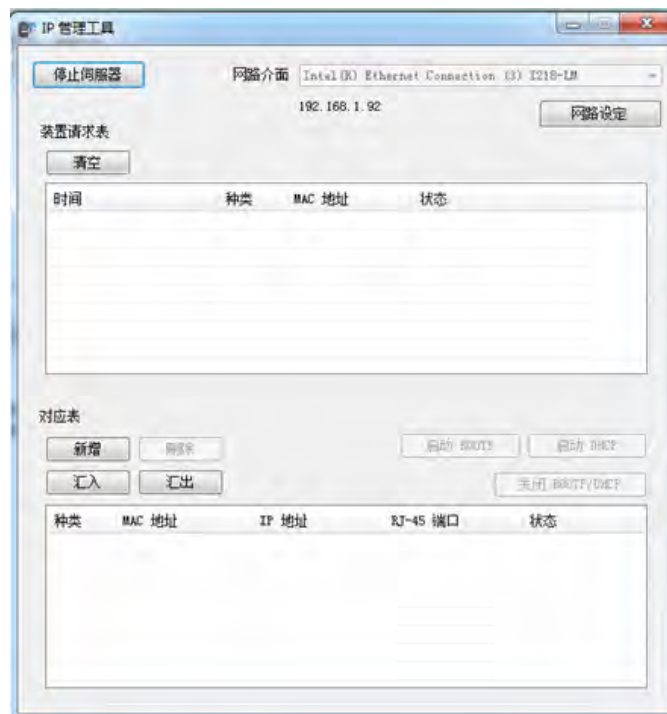 IP 管理工具
停止伺服器 网路介面 Intel(R) Ethernet Connection (3) I218-LM
192.168.1.92 网路设定
装置请求表
清空
时间 种类 MAC 地址 状态
对应表
新增 删除 启动 BOOTP 启动 DHCP
汇入 汇出 关闭 BOOTP/DHCP
种类 MAC 地址 IP 地址 RJ-45 端口 状态